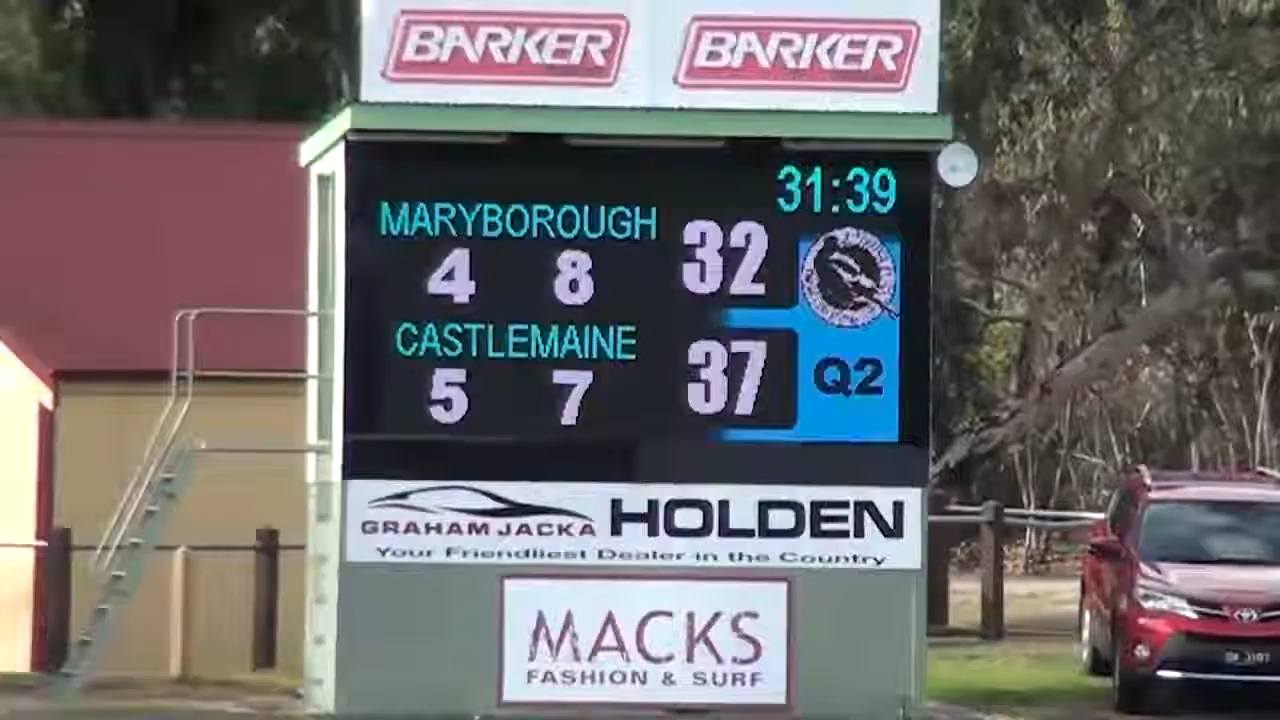 BARKER BARKER
31:39
MARYBOROUGH
4 8 32
CASTLEMAINE
5 7 37
Q2
GRAHAM JACKA HOLDEN
Your Friendliest Dealer in the Country
MACKS
FASHION & SURF